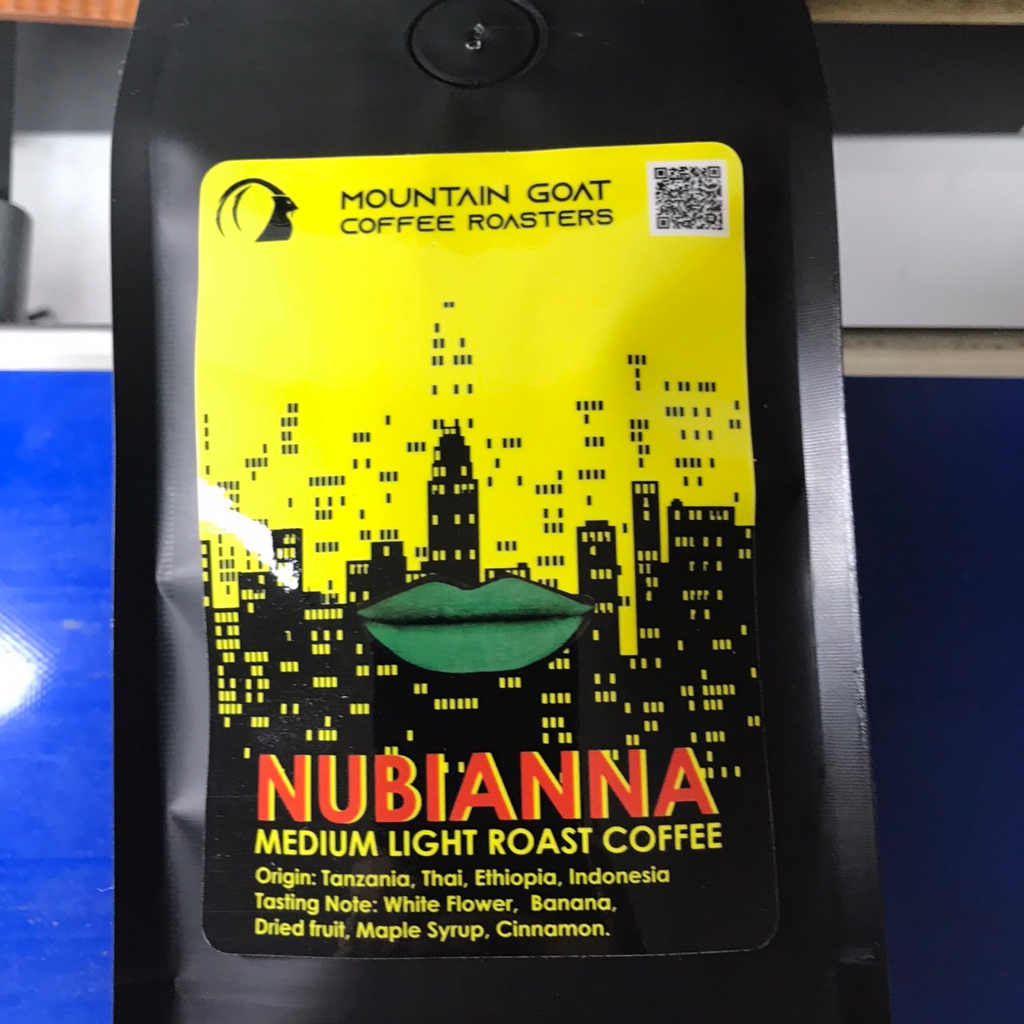 MOUNTAIN GOAT
COFFEE ROASTERS
NUBIANNA
MEDIUM LIGHT ROAST COFFEE
Origin: Tanzania, Thai, Ethiopia, Indonesia
Tasting Note: White Flower, Banana,
Dried fruit, Maple Syrup, Cinnamon.